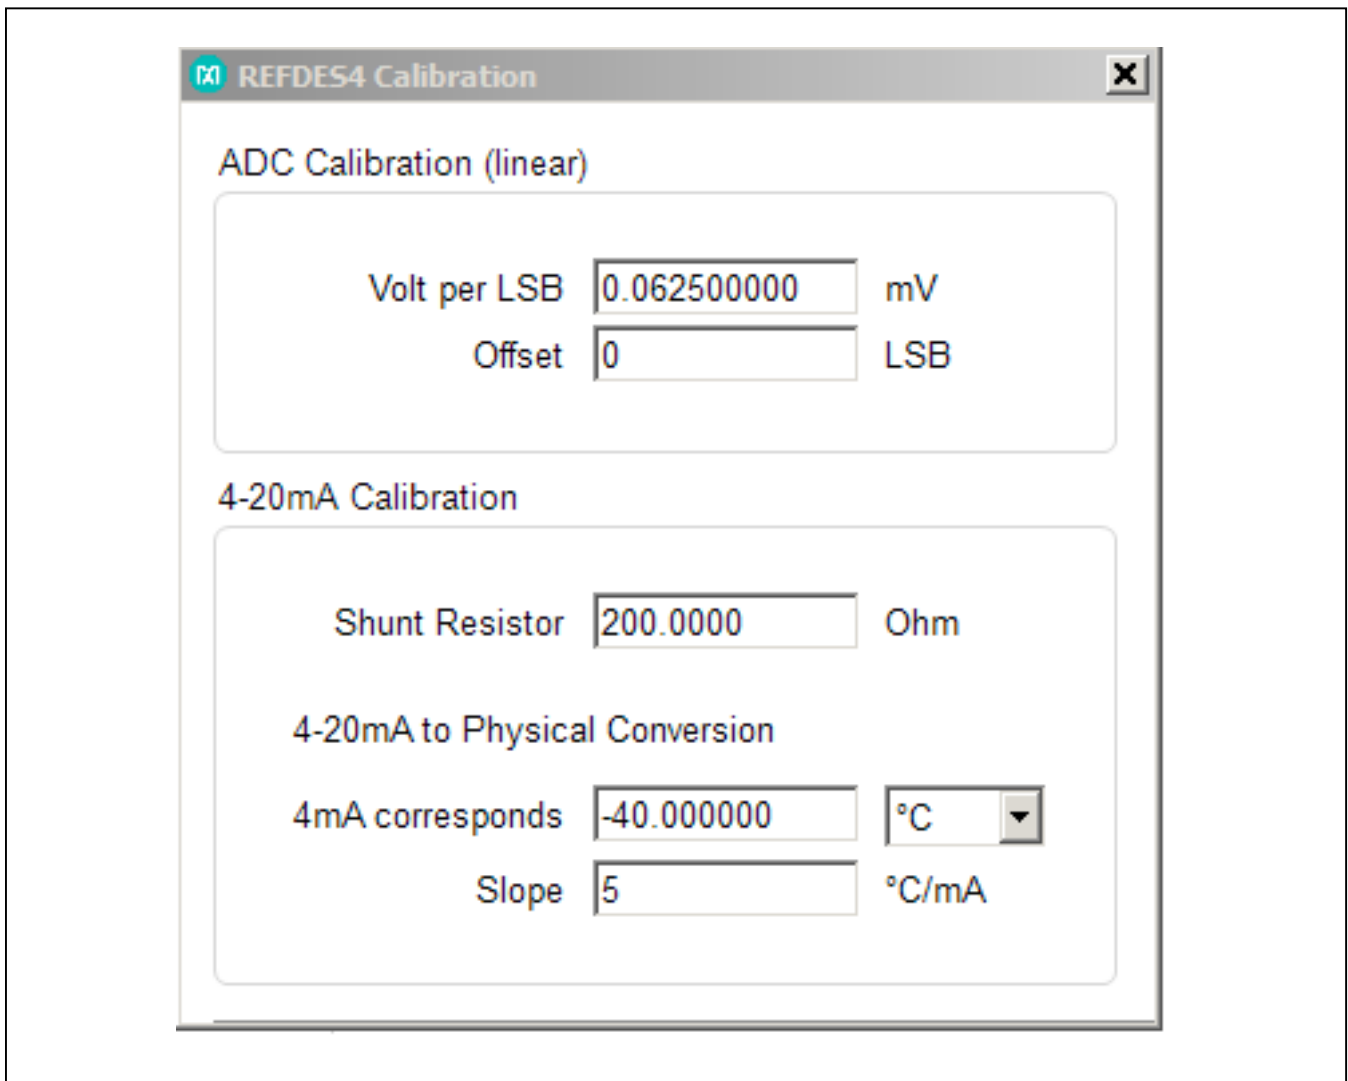 REFDES4 Calibration
ADC Calibration (linear)
Volt per LSB 0.062500000 mV
Offset 0 LSB
4-20mA Calibration
Shunt Resistor 200.0000 Ohm
4-20mA to Physical Conversion
4mA corresponds -40.000000 °C
Slope 5 °C/mA